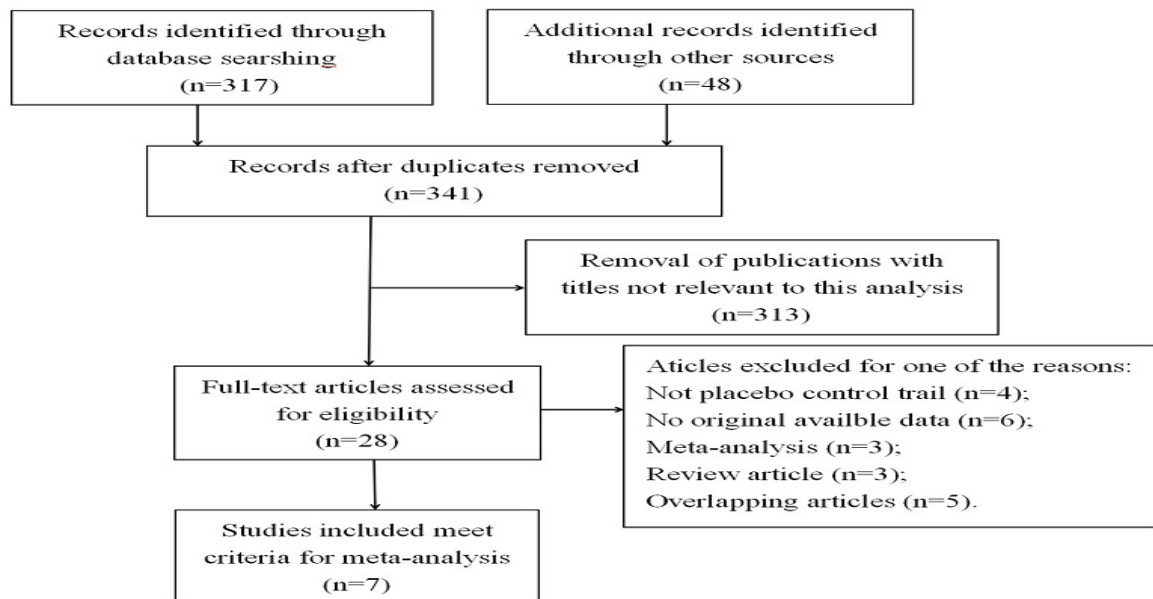 Records identified through
database searshing
(n=317)
Additional records identified
through other sources
(n=48)
Records after duplicates removed
(n=341)
Removal of publications with
titles not relevant to this analysis
(n=313)
Full-text articles assessed
for eligibility
(n=28)
Aticles excluded for one of the reasons:
Not placebo control trail (n=4);
No original availble data (n=6);
Meta-analysis (n=3);
Review article (n=3);
Overlapping articles (n=5).
Studies included meet
criteria for meta-analysis
(n=7)